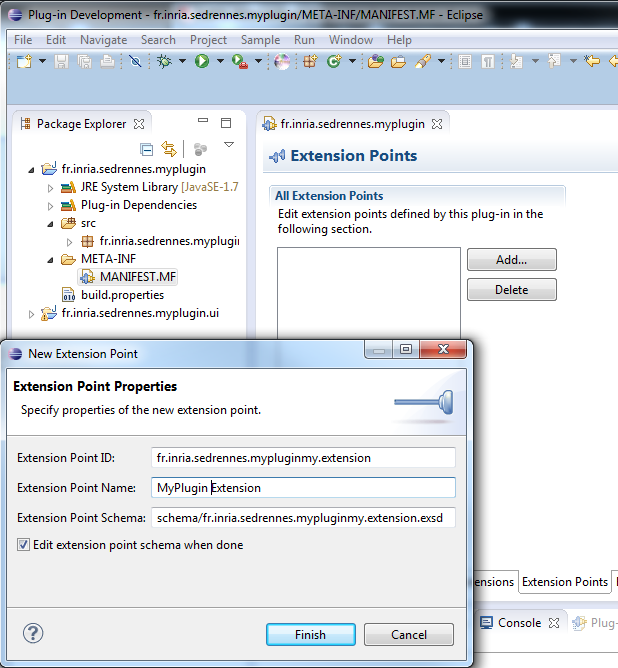 Plug-in Development - fr.inria.sedrennes.myplugin/META-INF/MANIFEST.MF - Eclipse
File Edit Navigate Search Project Sample Run Window Help
Package Explorer
fr.inria.sedrennes.myplugin
JRE System Library [JavaSE-1.7
Plug-in Dependencies
src
fr.inria.sedrennes.myplugin
META-INF
MANIFEST.MF
build.properties
fr.inria.sedrennes.myplugin.ui
fr.inria.sedrennes.myplugin
Extension Points
All Extension Points
Edit extension points defined by this plug-in in the
following section.
Add...
Delete
New Extension Point
Extension Point Properties
Specify properties of the new extension point.
Extension Point ID: fr.inria.sedrennes.mypluginmy.extension
Extension Point Name: MyPlugin Extension
Extension Point Schema: schema/fr.inria.sedrennes.mypluginmy.extension.exsd
Edit extension point schema when done
Finish Cancel
ensions Extension Points
Console Plug-